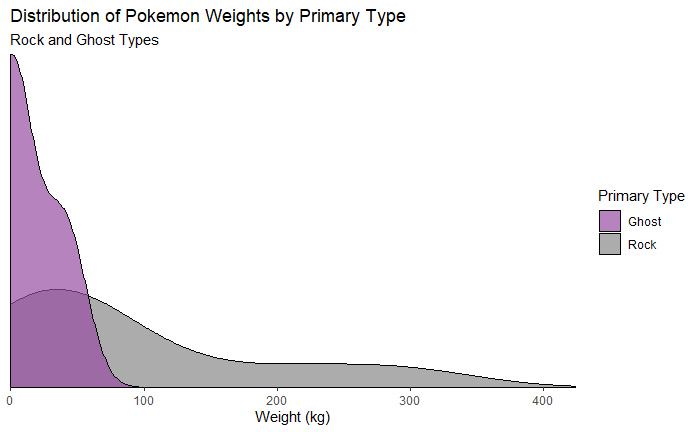 Distribution of Pokemon Weights by Primary Type
Rock and Ghost Types
Primary Type
Ghost
Rock
0 100 200 300 400
Weight (kg)